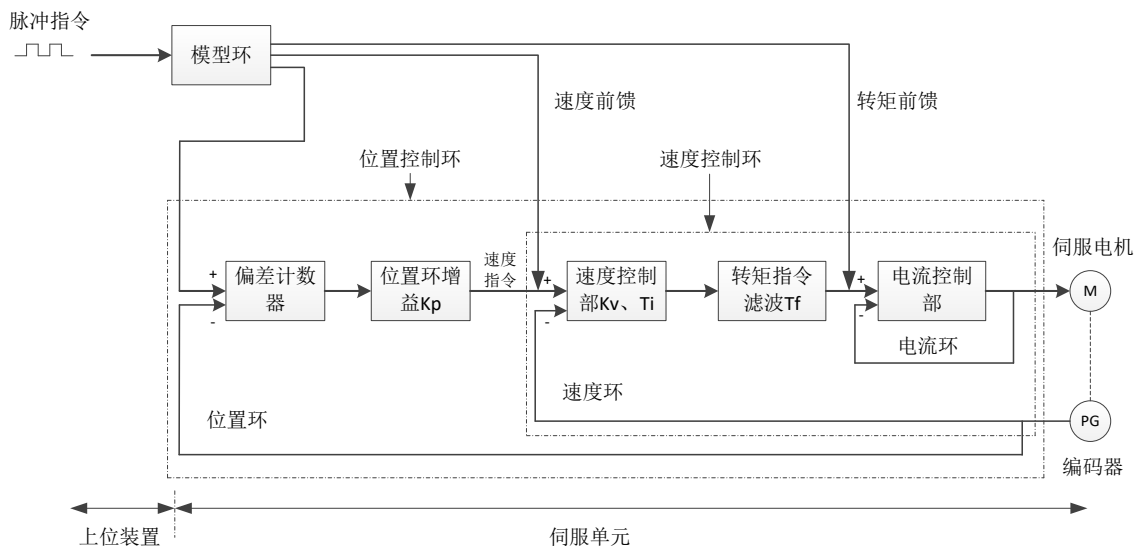 脉冲指令
模型环
速度前馈
转矩前馈
位置控制环
速度控制环
伺服电机
+
偏差计数
器
-
位置环增
益Kp
速度
指令
+
速度控制
部Kv、Ti
-
转矩指令
滤波Tf
+
电流控制
部
-
M
电流环
速度环
位置环
PG
编码器
上位装置
伺服单元